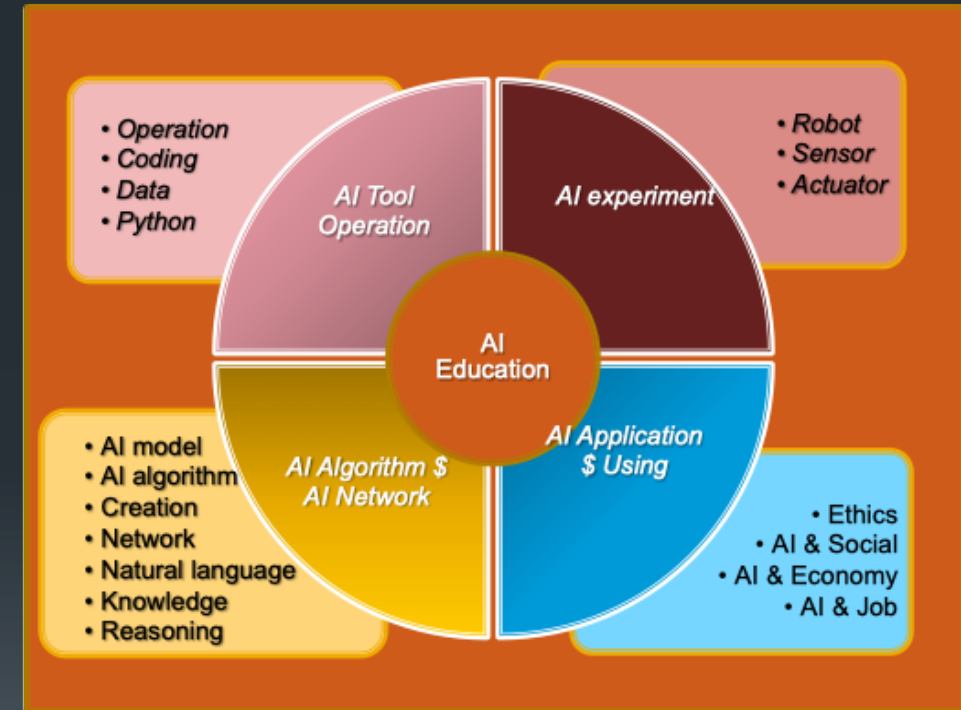 • Operation
• Coding
• Data
• Python
AI Tool
Operation
AI experiment
• Robot
• Sensor
• Actuator
AI
Education
• AI model
• AI algorithm
• Creation
• Network
• Natural language
• Knowledge
• Reasoning
AI Algorithm $
AI Network
AI Application
$ Using
• Ethics
• AI & Social
• AI & Economy
• AI & Job